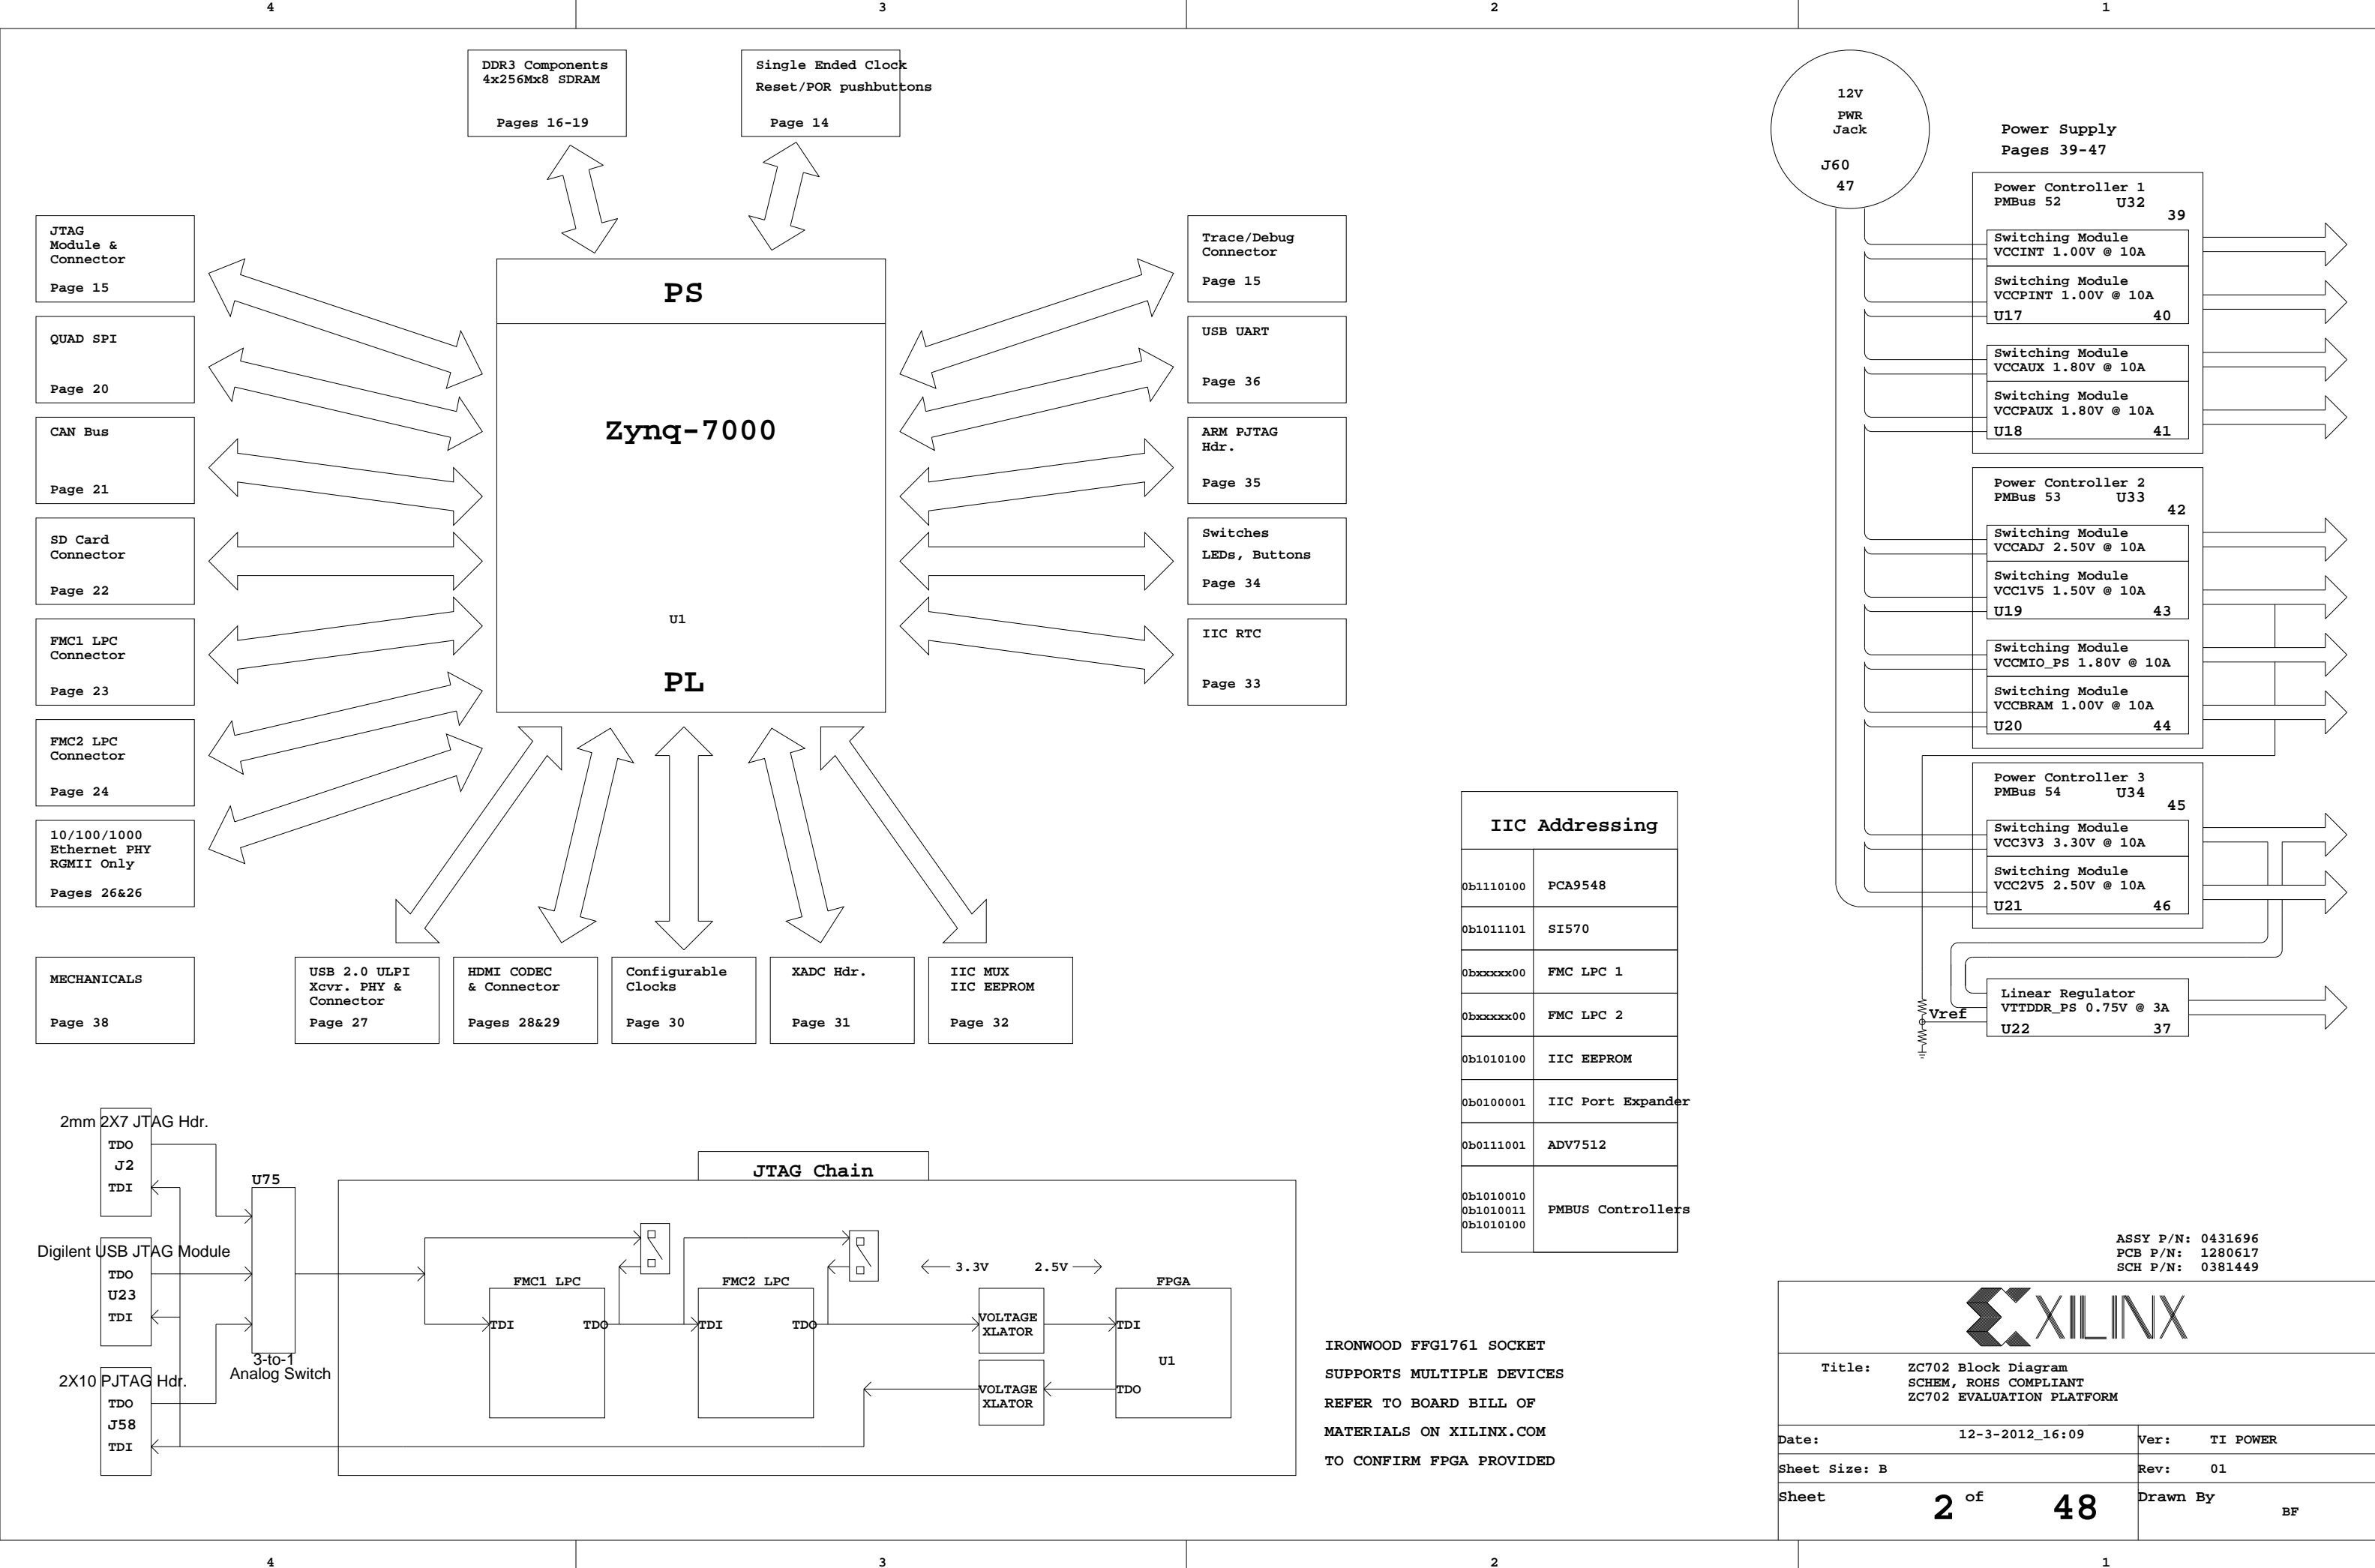 4 3 2 1
DDR3 Components
4x256Mx8 SDRAM
Pages 16-19
Single Ended Clock
Reset/POR pushbuttons
Page 14
12V
PWR
Jack
J60
47
Power Supply
Pages 39-47
JTAG
Module &
Connector
Page 15
QUAD SPI
Page 20
CAN Bus
Page 21
SD Card
Connector
Page 22
FMC1 LPC
Connector
Page 23
FMC2 LPC
Connector
Page 24
10/100/1000
Ethernet PHY
RGMII Only
Pages 26&26
MECHANICALS
Page 38
PS
Zynq-7000
U1
PL
Trace/Debug
Connector
Page 15
USB UART
Page 36
ARM PJTAG
Hdr.
Page 35
Switches
LEDs, Buttons
Page 34
IIC RTC
Page 33
USB 2.0 ULPI
Xcvr. PHY &
Connector
Page 27
HDMI CODEC
& Connector
Pages 28&29
Configurable
Clocks
Page 30
XADC Hdr.
Page 31
IIC MUX
IIC EEPROM
Page 32
Power Controller 1
PMBus 52 U32
39
Switching Module
VCCINT 1.00V @ 10A
Switching Module
VCCPINT 1.00V @ 10A
U17 40
Switching Module
VCCAUX 1.80V @ 10A
Switching Module
VCCPAUX 1.80V @ 10A
U18 41
Power Controller 2
PMBus 53 U33
42
Switching Module
VCCADJ 2.50V @ 10A
Switching Module
VCC1V5 1.50V @ 10A
U19 43
Switching Module
VCCMIO_PS 1.80V @ 10A
Switching Module
VCCBRAM 1.00V @ 10A
U20 44
Power Controller 3
PMBus 54 U34
45
Switching Module
VCC3V3 3.30V @ 10A
Switching Module
VCC2V5 2.50V @ 10A
U21 46
Linear Regulator
VTTDDR_PS 0.75V @ 3A
U22 37
Vref
IIC Addressing
0b1110100 PCA9548
0b1011101 SI570
0bxxxxx00 FMC LPC 1
0bxxxxx00 FMC LPC 2
0b1010100 IIC EEPROM
0b0100001 IIC Port Expander
0b0111001 ADV7512
0b1010010
0b1010011 PMBUS Controllers
0b1010100
2mm 2X7 JTAG Hdr.
TDO
J2
TDI
Digilent USB JTAG Module
TDO
U23
TDI
2X10 PJTAG Hdr.
TDO
J58
TDI
U75
3-to-1
Analog Switch
JTAG Chain
FMC1 LPC
TDI TDO
FMC2 LPC
TDI TDO
3.3V 2.5V
VOLTAGE
XLATOR
VOLTAGE
XLATOR
FPGA
TDI
U1
TDO
IRONWOOD FFG1761 SOCKET
SUPPORTS MULTIPLE DEVICES
REFER TO BOARD BILL OF
MATERIALS ON XILINX.COM
TO CONFIRM FPGA PROVIDED
ASSY P/N: 0431696
PCB P/N: 1280617
SCH P/N: 0381449
XILINX
Title: ZC702 Block Diagram
SCHEM, ROHS COMPLIANT
ZC702 EVALUATION PLATFORM
Date: 12-3-2012_16:09
Ver: TI POWER
Sheet Size: B
Rev: 01
Sheet 2 of 48
Drawn By
BF
4 3 2 1